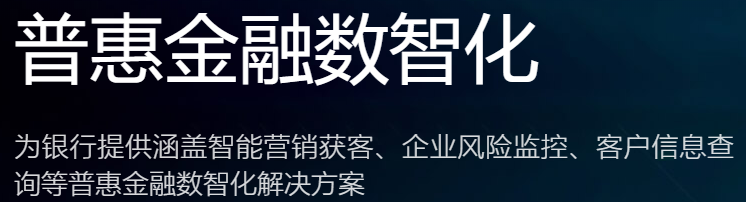 普惠金融数智化
为银行提供涵盖智能营销获客、企业风险监控、客户信息查
询等普惠金融数智化解决方案